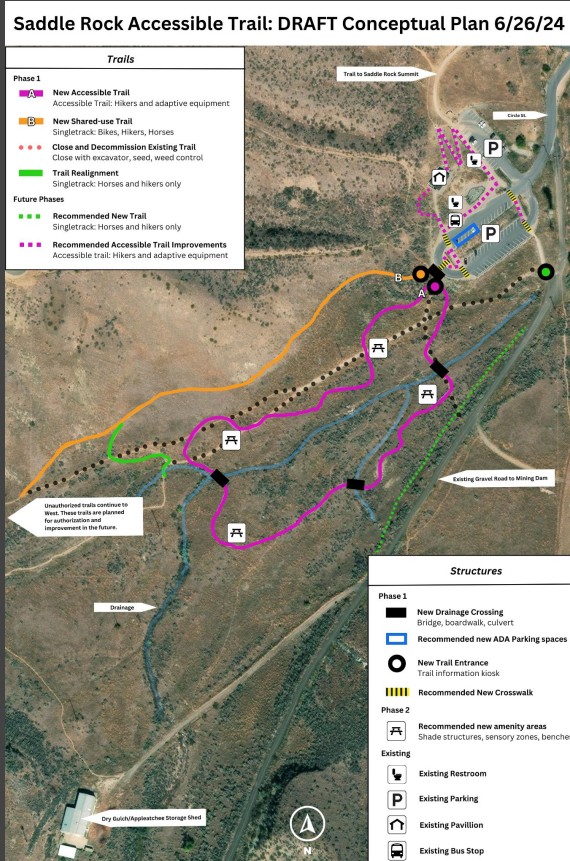 Saddle Rock Accessible Trail: DRAFT Conceptual Plan 6/26/24
Trails
Phase 1
A
New Accessible Trail
Accessible Trail: Hikers and adaptive equipment
B
New Shared-use Trail
Singletrack: Bikes, Hikers, Horses
Close and Decommission Existing Trail
Close with excavator, seed, weed control
Trail Realignment
Singletrack: Horses and hikers only
Future Phases
Recommended New Trail
Singletrack: Horses and hikers only
Recommended Accessible Trail Improvements
Accessible trail: Hikers and adaptive equipment
Trail to Saddle Rock Summit
Circle St.
P
P
B
A
Existing Gravel Road to Mining Dam
Unauthorized trails continue to
West. These trails are planned
for authorization and
improvement in the future.
Drainage
Dry Gulch/Appleatchee Storage Shed
N
Structures
Phase 1
New Drainage Crossing
Bridge, boardwalk, culvert
Recommended new ADA Parking spaces
New Trail Entrance
Trail information kiosk
Recommended New Crosswalk
Phase 2
Recommended new amenity areas
Shade structures, sensory zones, benche
Existing
Existing Restroom
P
Existing Parking
Existing Pavillion
Existing Bus Stop